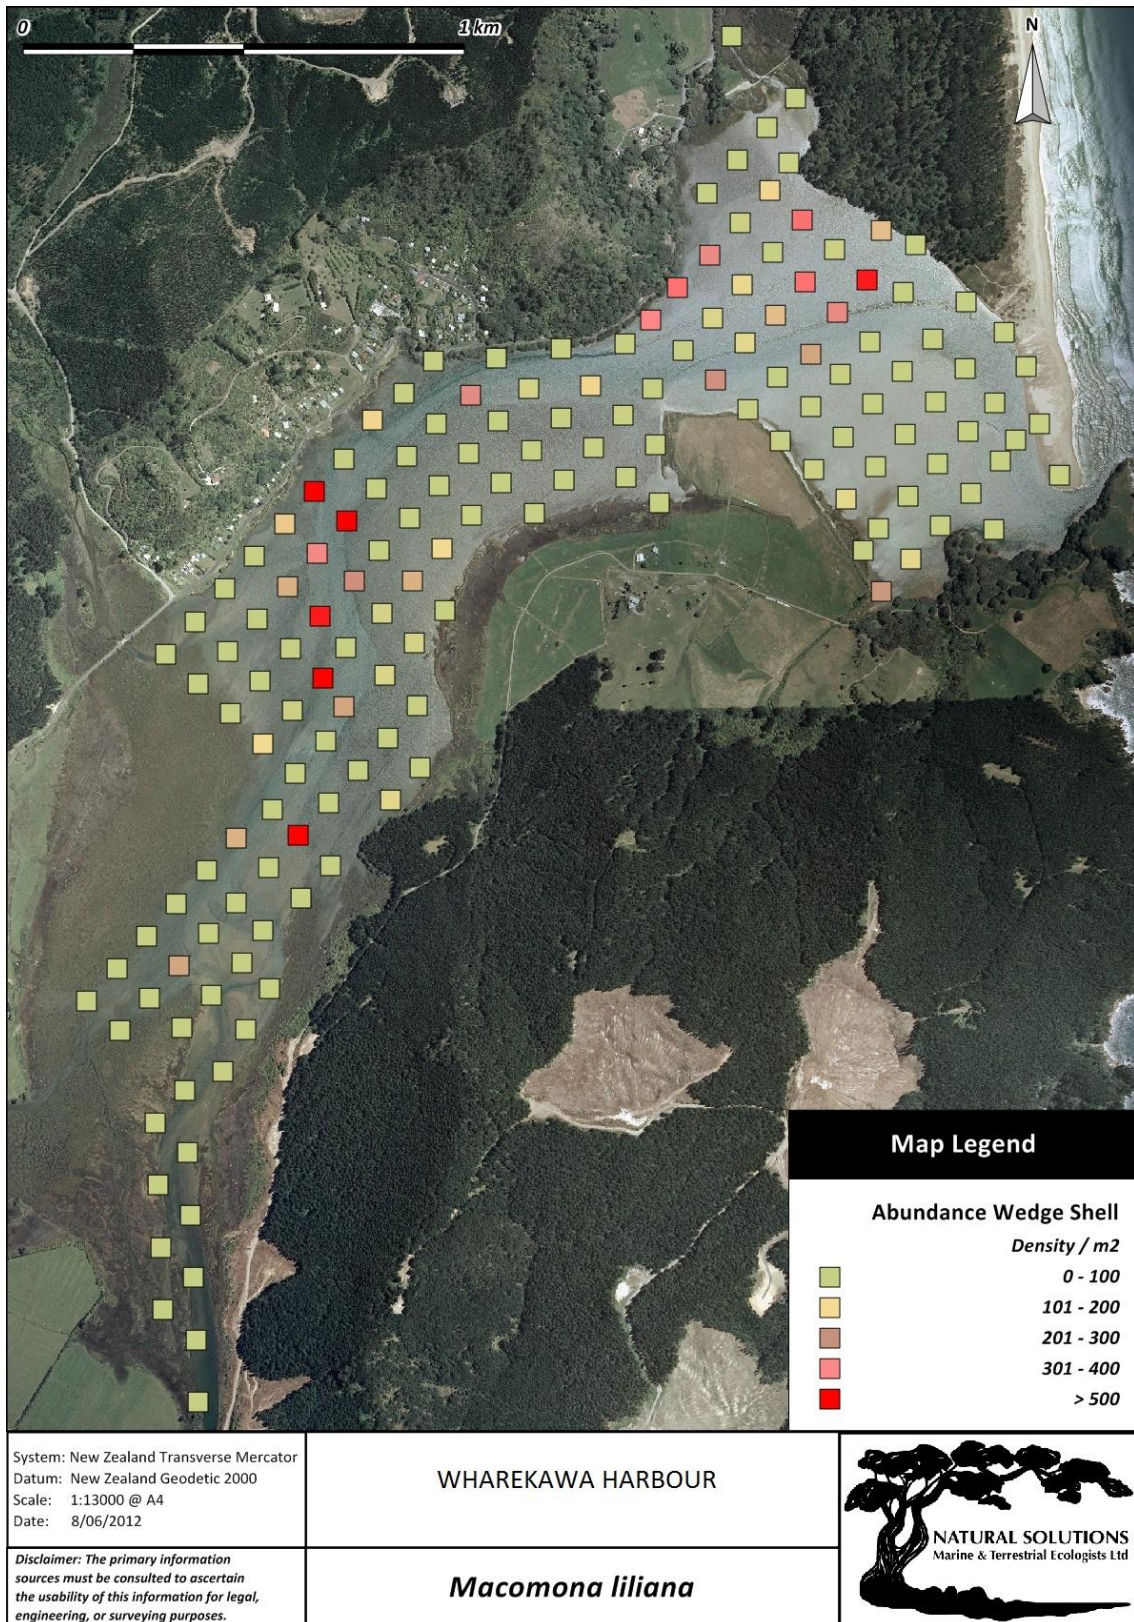 0
1 km
N
Map Legend
Abundance Wedge Shell
Density / m2
0 - 100
101 - 200
201 - 300
301 - 400
> 500
System: New Zealand Transverse Mercator
Datum: New Zealand Geodetic 2000
Scale: 1:13000 @ A4
Date: 8/06/2012
WHAREKAWA HARBOUR
NATURAL SOLUTIONS
Marine & Terrestrial Ecologists Ltd
Disclaimer: The primary information
sources must be consulted to ascertain
the usability of this information for legal,
engineering, or surveying purposes.
Macomona liliana